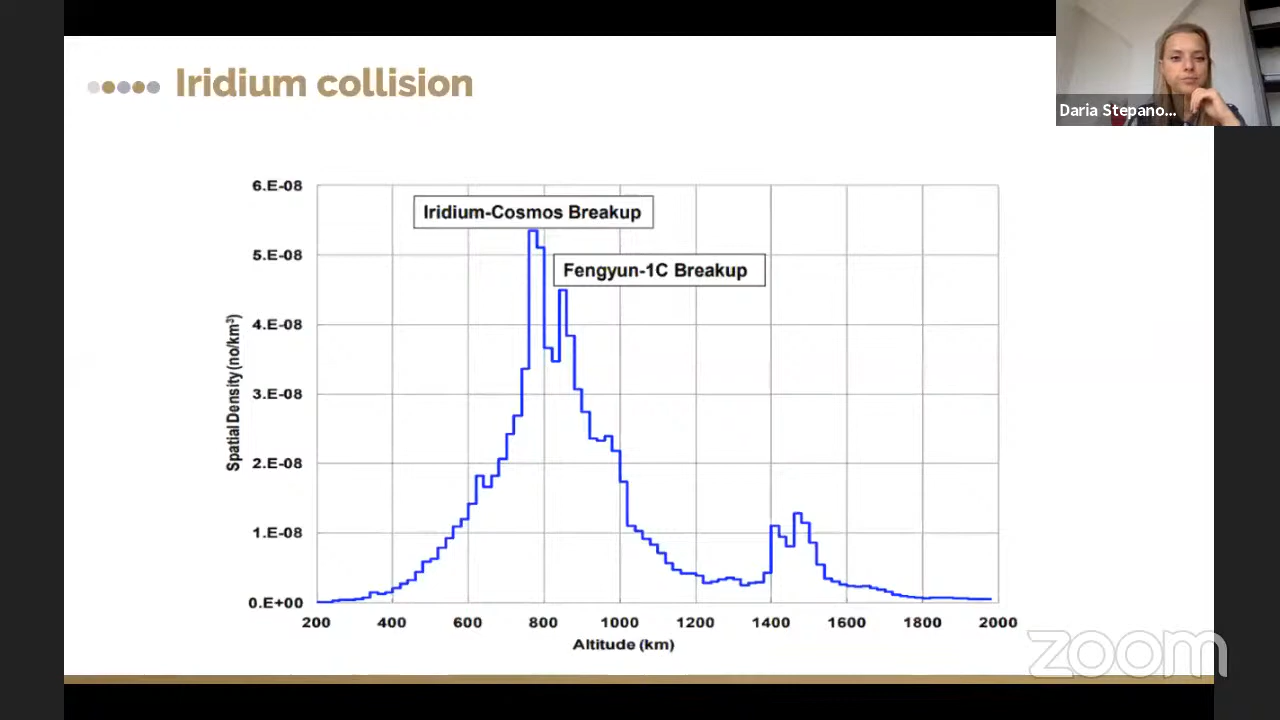 Iridium collision
Daria Stepano...
6.E-08
5.E-08
4.E-08
3.E-08
2.E-08
1.E-08
0.E+00
Spatial Density (no/km³)
Iridium-Cosmos Breakup
Fengyun-1C Breakup
200 400 600 800 1000 1200 1400 1600 1800 2000
Altitude (km)
zoom